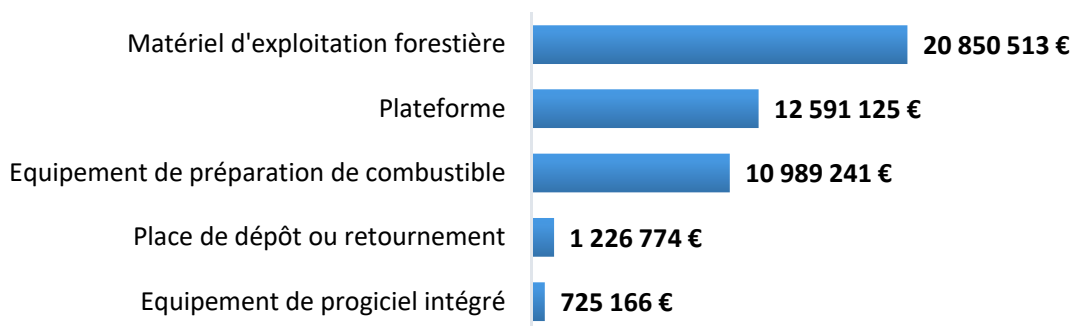 Matériel d'exploitation forestière 20 850 513 €
Plateforme 12 591 125 €
Equipement de préparation de combustible 10 989 241 €
Place de dépôt ou retournement 1 226 774 €
Equipement de progiciel intégré 725 166 €